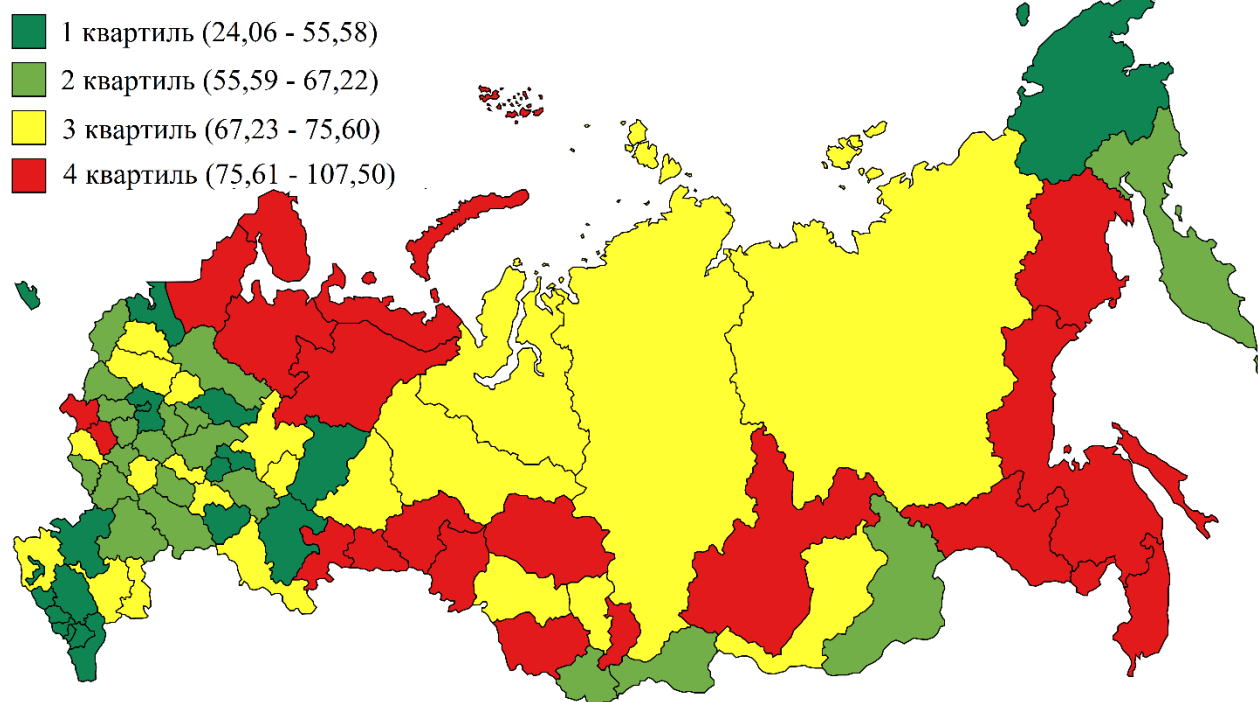 1 квартиль (24,06 - 55,58)
2 квартиль (55,59 - 67,22)
3 квартиль (67,23 - 75,60)
4 квартиль (75,61 - 107,50)